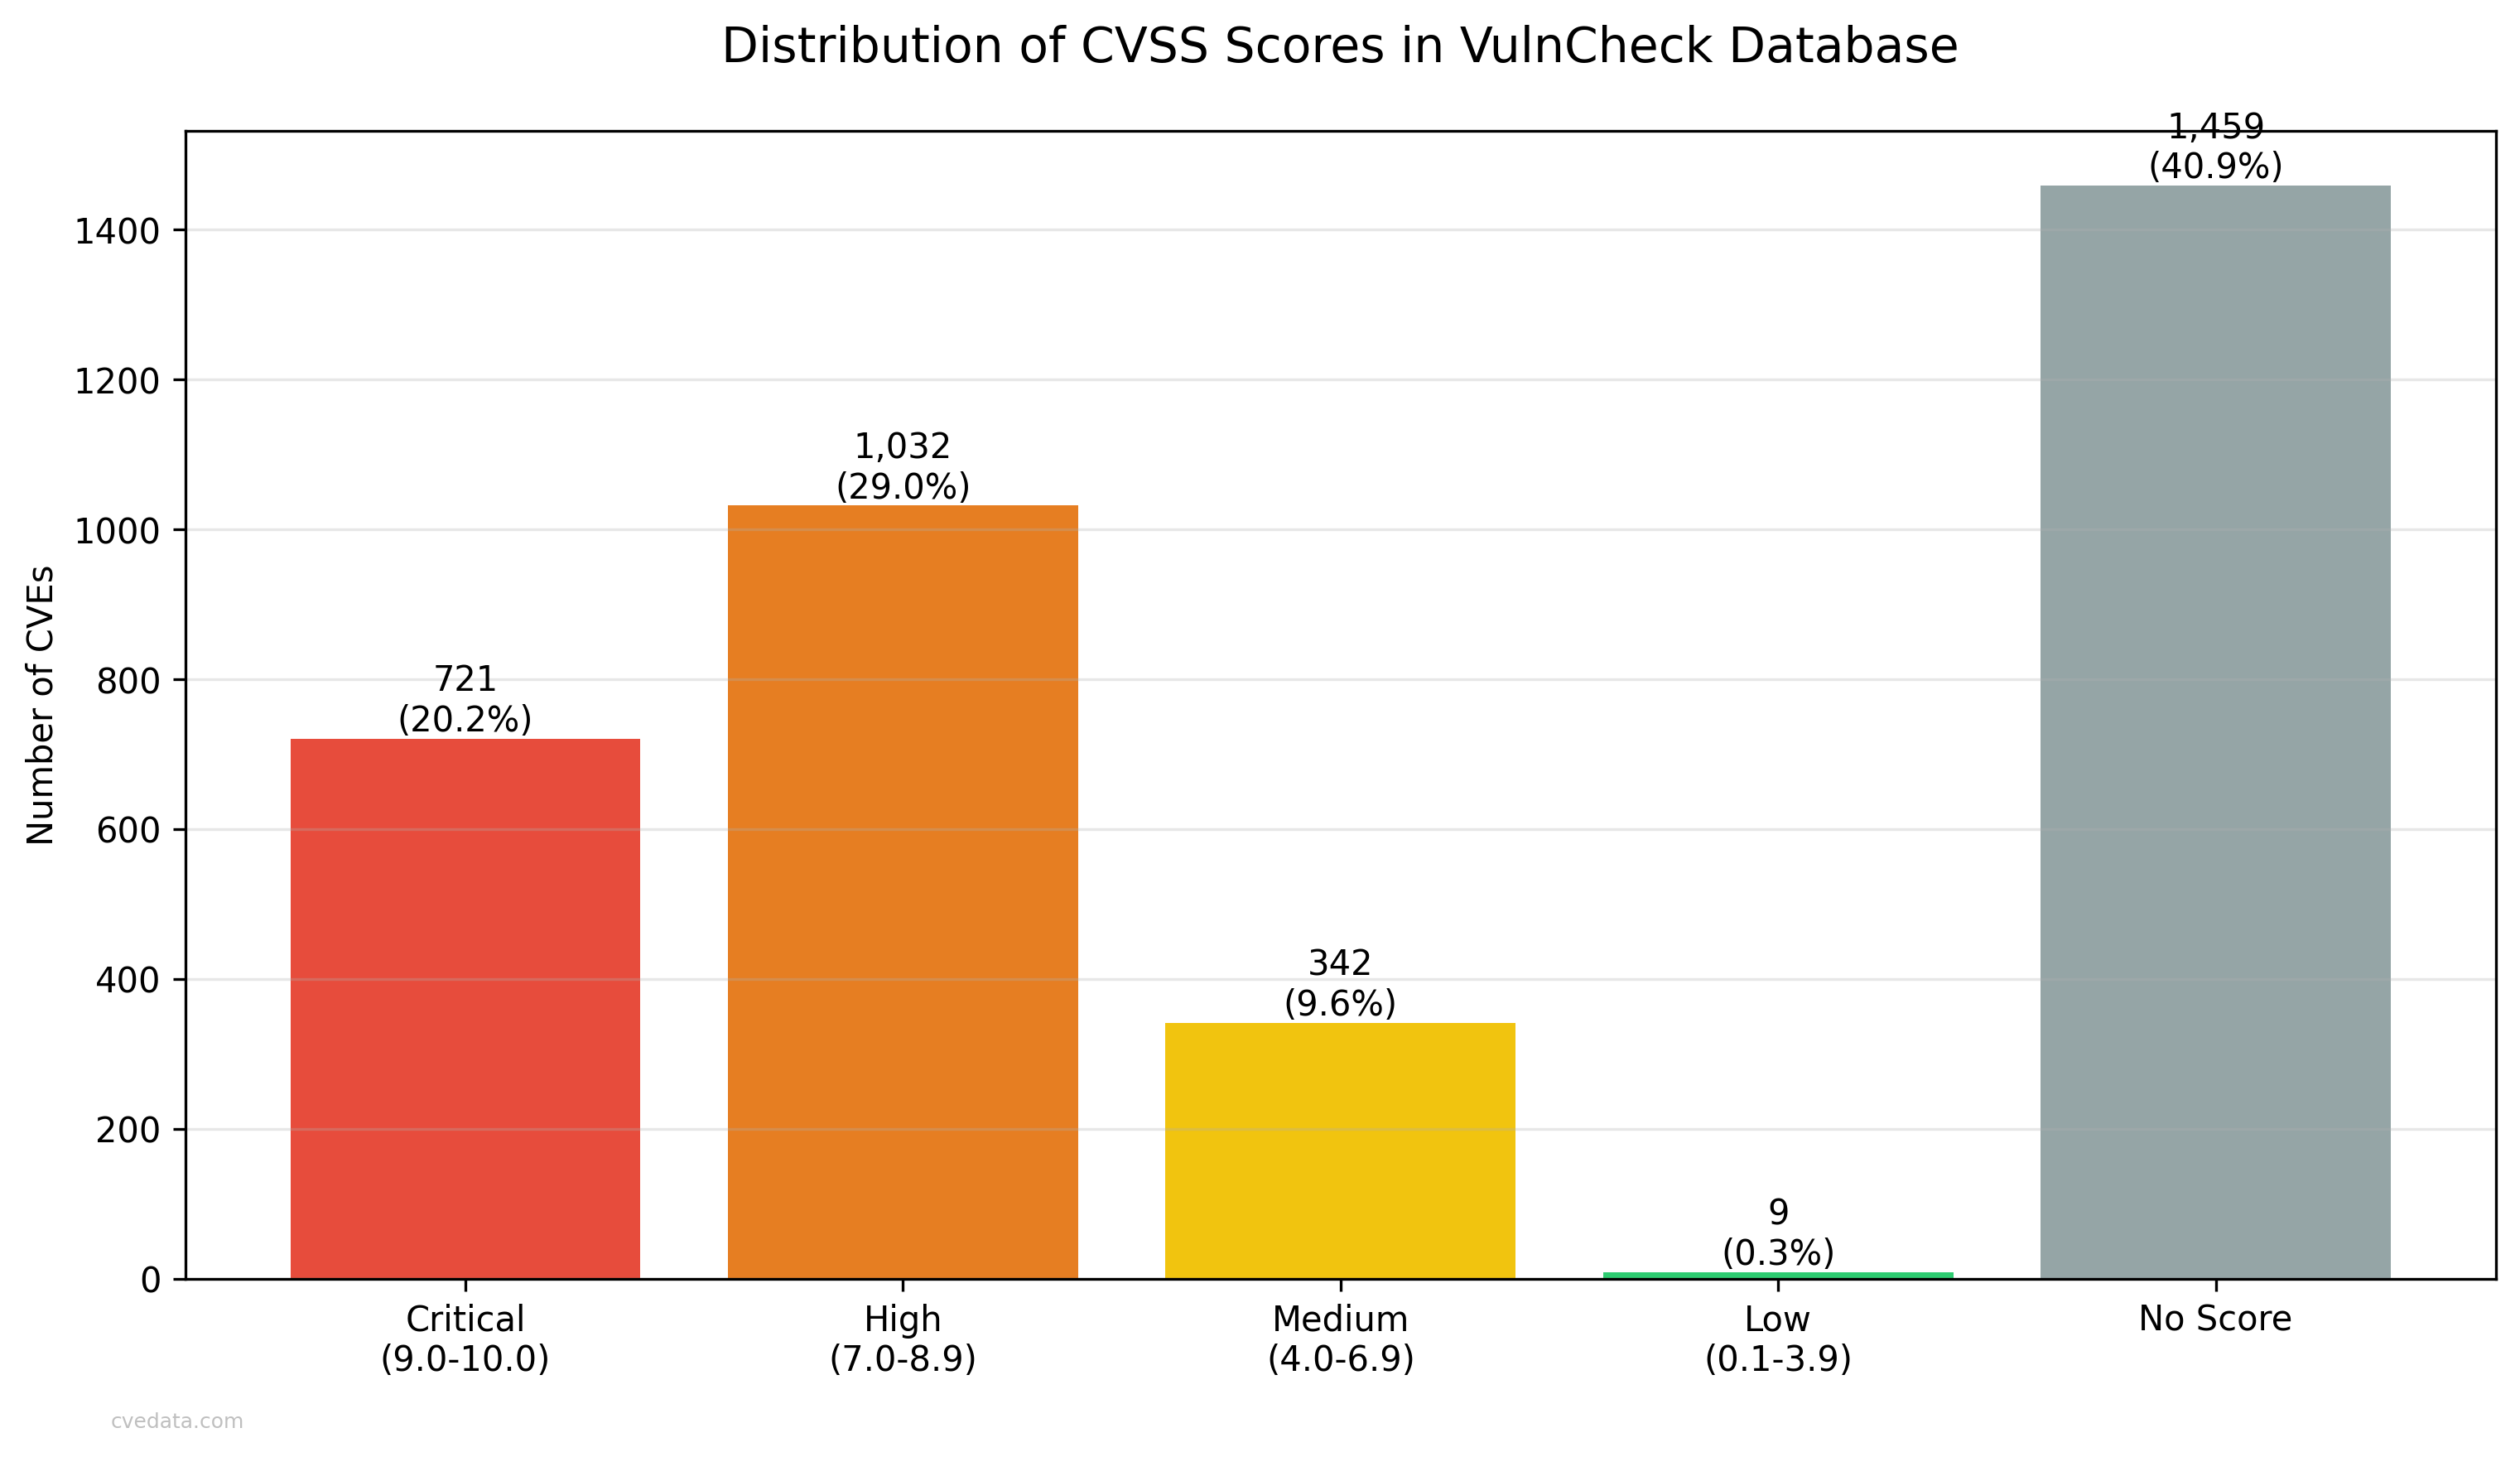 Distribution of CVSS Scores in VulnCheck Database
1,459
(40.9%)
1400
1200
1,032
(29.0%)
1000
Number of CVEs
721
(20.2%)
800
600
342
(9.6%)
400
200
9
(0.3%)
0
Critical
(9.0-10.0)
High
(7.0-8.9)
Medium
(4.0-6.9)
Low
(0.1-3.9)
No Score
cvedata.com